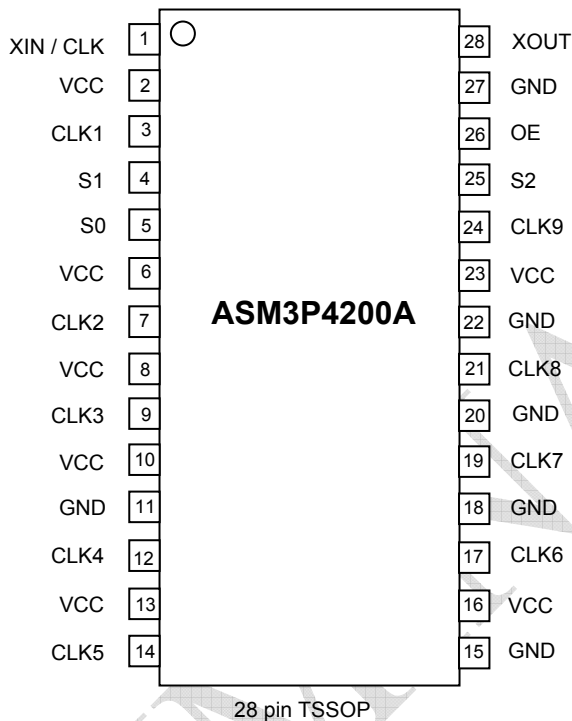 XIN / CLK 1 28 XOUT
VCC 2 27 GND
CLK1 3 26 OE
S1 4 25 S2
S0 5 24 CLK9
VCC 6 23 VCC
CLK2 7 ASM3P4200A 22 GND
VCC 8 21 CLK8
CLK3 9 20 GND
VCC 10 19 CLK7
GND 11 18 GND
CLK4 12 17 CLK6
VCC 13 16 VCC
CLK5 14 15 GND
28 pin TSSOP